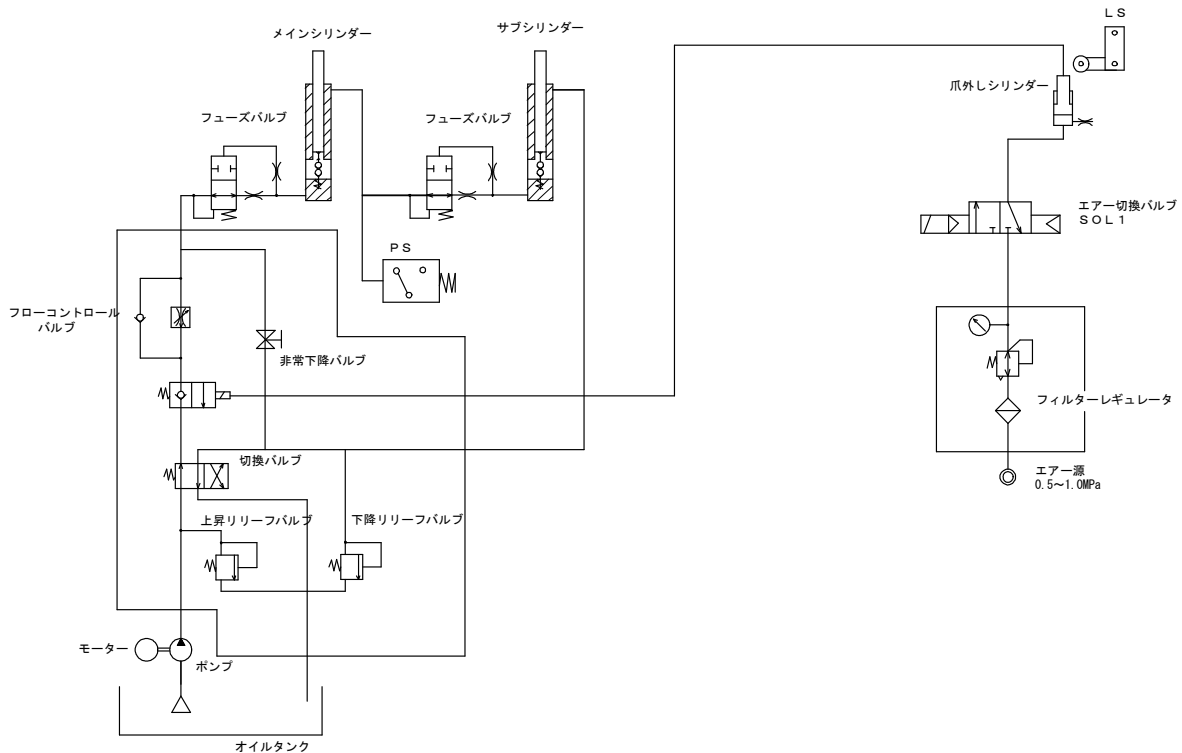 メインシリンダー
サブシリンダー
ＬＳ
爪外しシリンダー
フューズバルブ
フューズバルブ
エアー切換バルブ
ＳＯＬ１
ＰＳ
フローコントロール
バルブ
非常下降バルブ
フィルターレギュレータ
切換バルブ
エアー源
0.5～1.0MPa
上昇リリーフバルブ
下降リリーフバルブ
モーター
ポンプ
オイルタンク